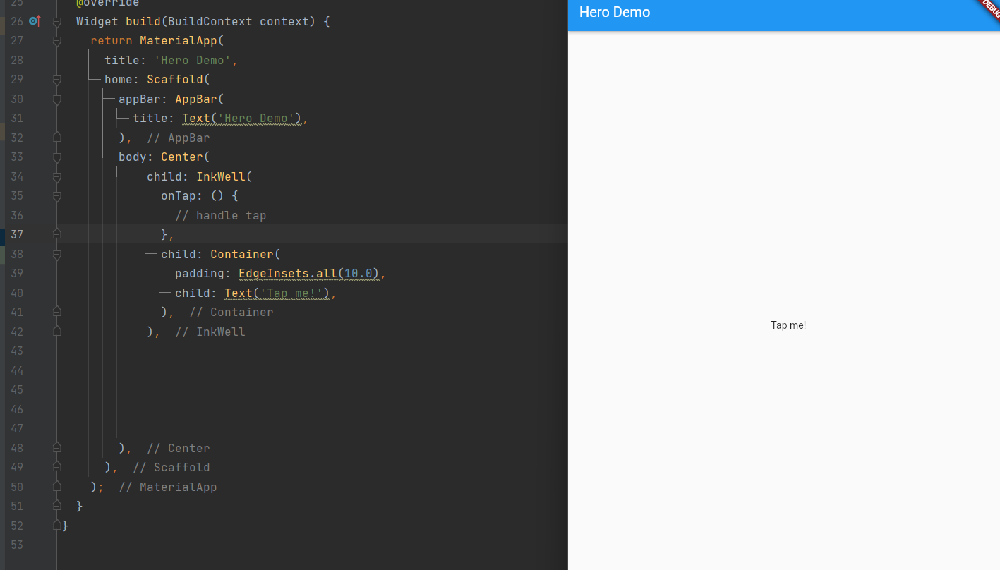 25 @override
26 Widget build(BuildContext context) {
27 return MaterialApp(
28 title: 'Hero Demo',
29 home: Scaffold(
30 appBar: AppBar(
31 title: Text('Hero Demo'),
32 ), // AppBar
33 body: Center(
34 child: InkWell(
35 onTap: () {
36 // handle tap
37 },
38 child: Container(
39 padding: EdgeInsets.all(10.0),
40 child: Text('Tap me!'),
41 ), // Container
42 ), // InkWell
43
44
45
46
47
48 ), // Center
49 ), // Scaffold
50 ); // MaterialApp
51 }
52 }
53
Hero Demo
DEBUG
Tap me!